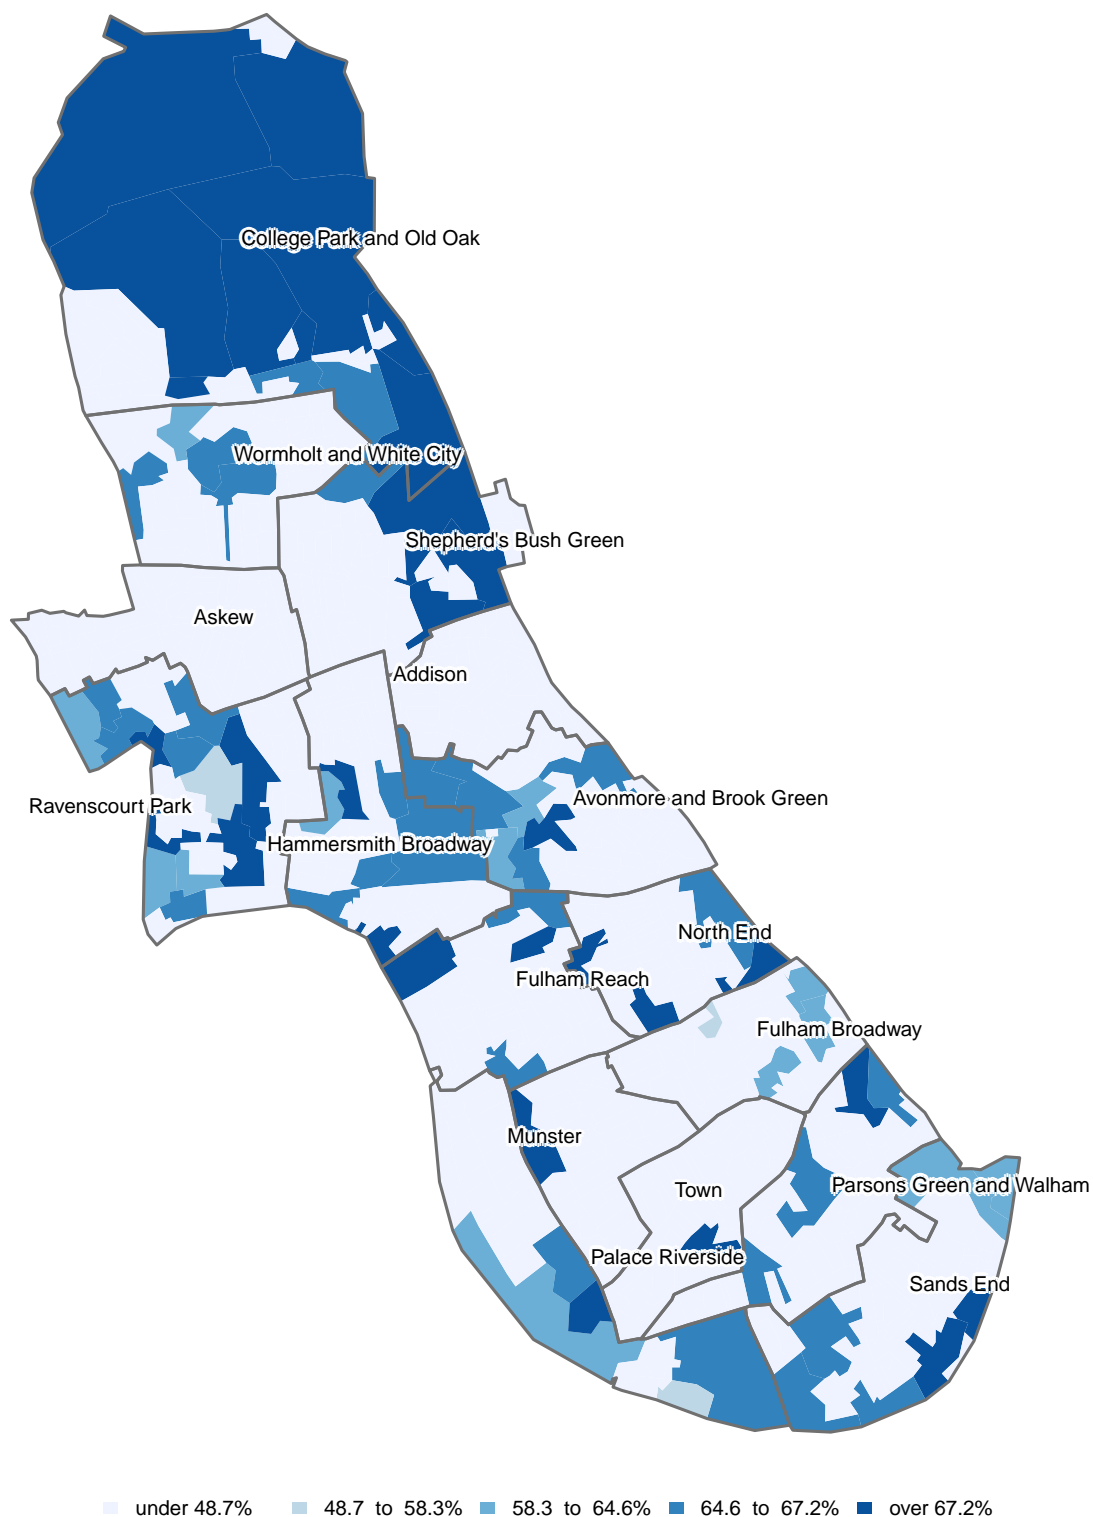 College Park and Old Oak
Wormholt and White City
Shepherd's Bush Green
Askew
Addison
Ravenscourt Park
Avonmore and Brook Green
Hammersmith Broadway
North End
Fulham Reach
Fulham Broadway
Munster
Town
Parsons Green and Walham
Palace Riverside
Sands End
under 48.7% 48.7 to 58.3% 58.3 to 64.6% 64.6 to 67.2% over 67.2%